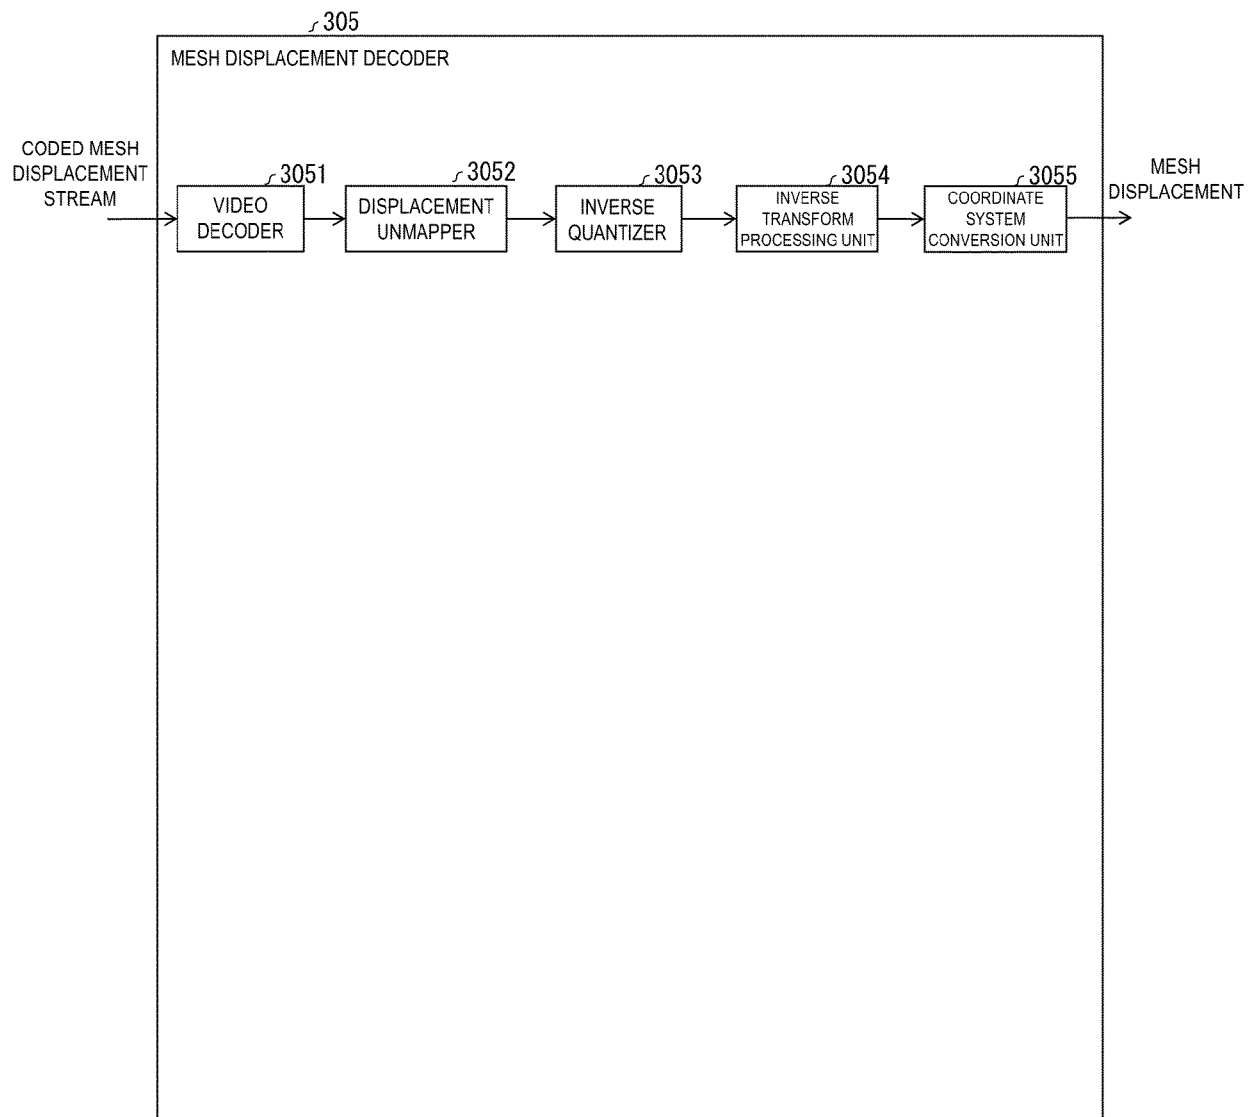 305
MESH DISPLACEMENT DECODER
CODED MESH
DISPLACEMENT
STREAM
3051
VIDEO
DECODER
3052
DISPLACEMENT
UNMAPPER
3053
INVERSE
QUANTIZER
3054
INVERSE
TRANSFORM
PROCESSING UNIT
3055
COORDINATE
SYSTEM
CONVERSION UNIT
MESH
DISPLACEMENT